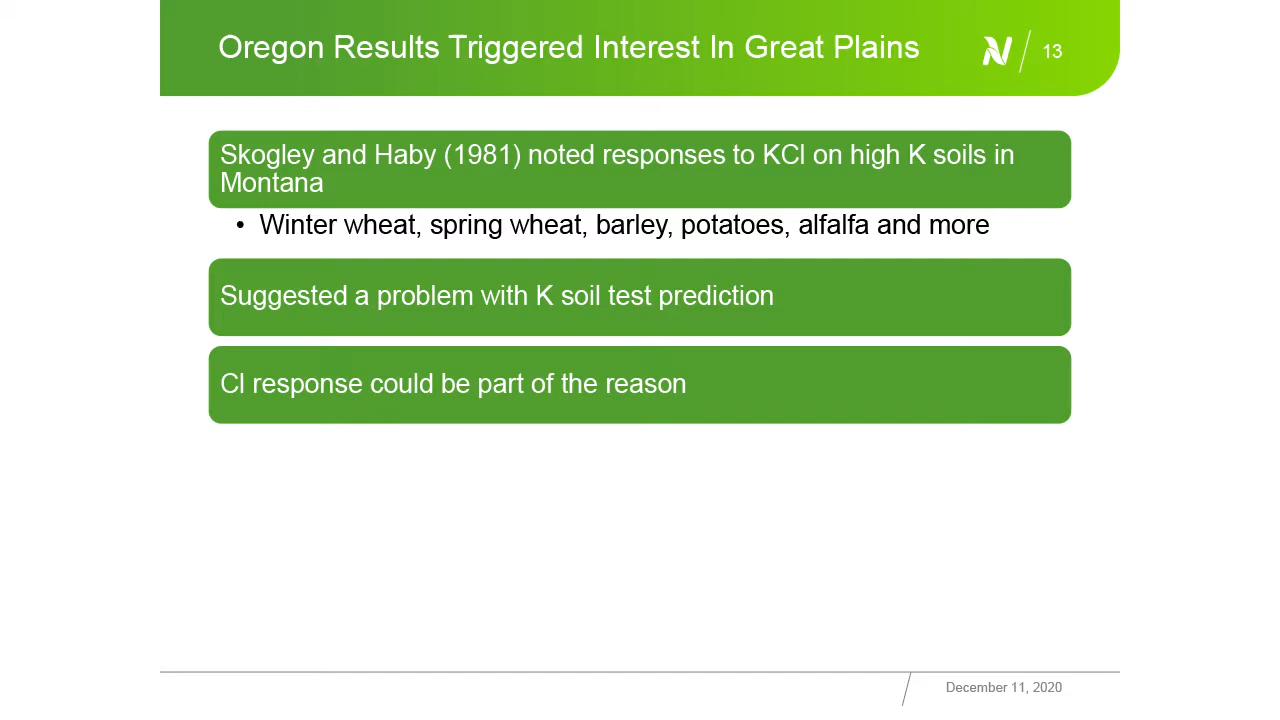 Oregon Results Triggered Interest In Great Plains
13
Skogley and Haby (1981) noted responses to KCl on high K soils in
Montana
• Winter wheat, spring wheat, barley, potatoes, alfalfa and more
Suggested a problem with K soil test prediction
Cl response could be part of the reason
December 11, 2020